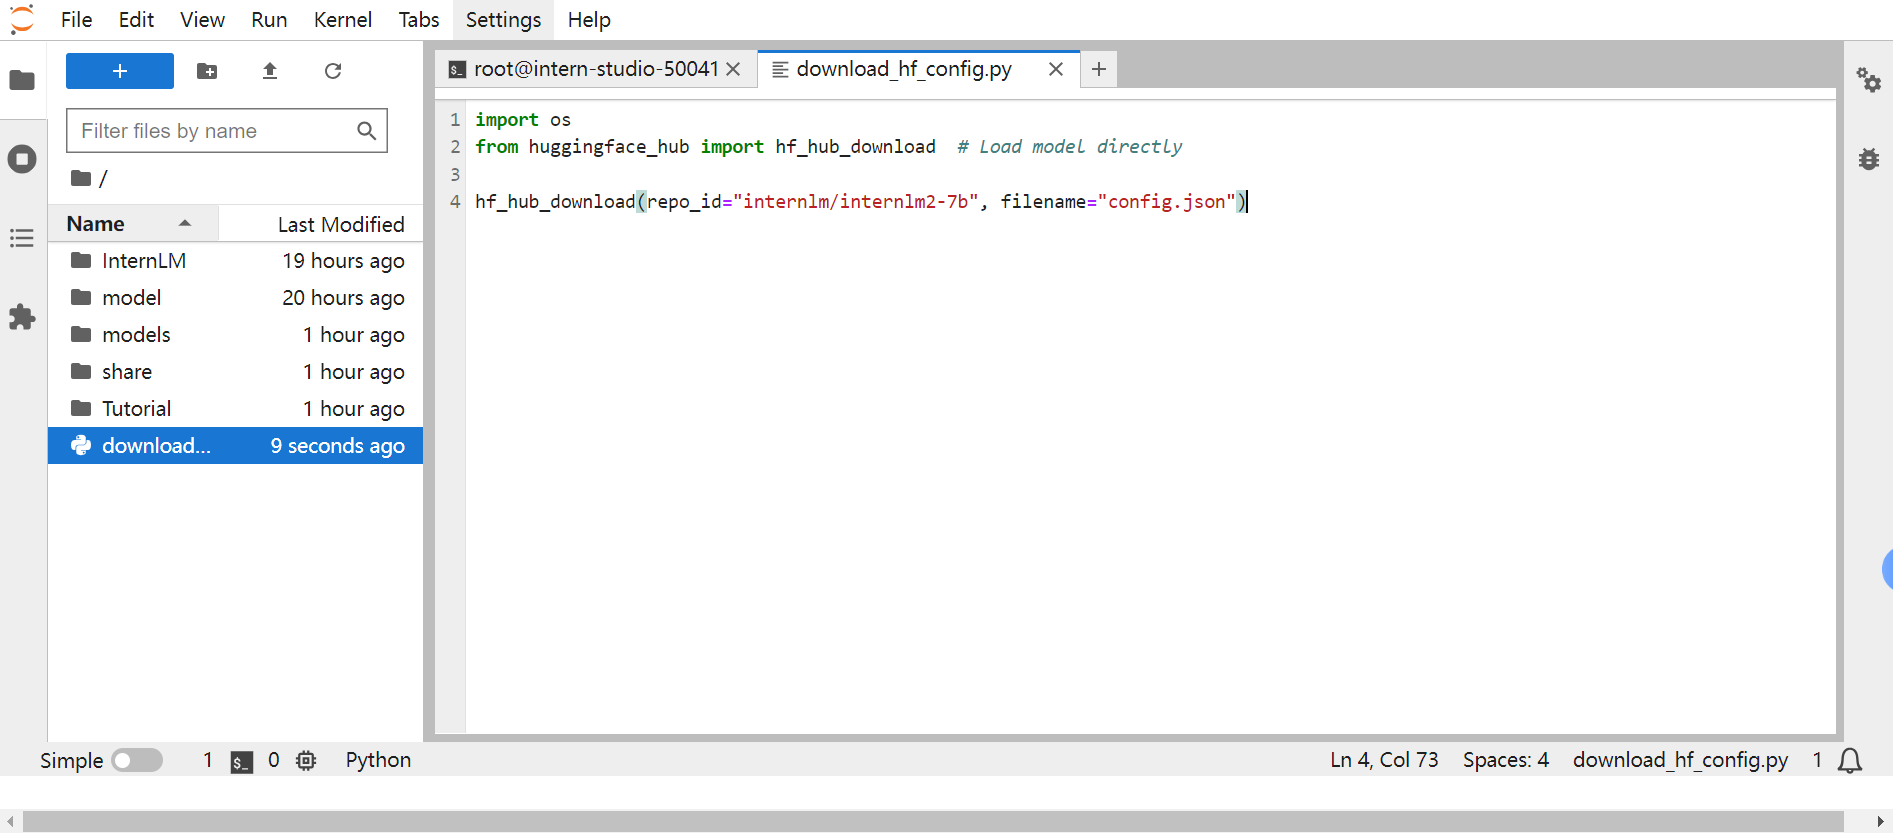 File Edit View Run Kernel Tabs Settings Help
+
Filter files by name
/
Name Last Modified
InternLM 19 hours ago
model 20 hours ago
models 1 hour ago
share 1 hour ago
Tutorial 1 hour ago
download... 9 seconds ago
$_ root@intern-studio-50041 download_hf_config.py +
1 import os
2 from huggingface_hub import hf_hub_download  # Load model directly
3
4 hf_hub_download(repo_id="internlm/internlm2-7b", filename="config.json")
Simple 1 $_ 0 Python Ln 4, Col 73 Spaces: 4 download_hf_config.py 1